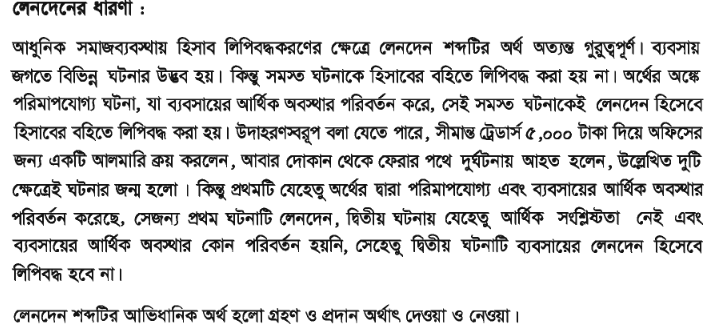 লেনদেনের ধারণা :
আধুনিক সমাজব্যবস্থায় হিসাব লিপিবদ্ধকরণের ক্ষেত্রে লেনদেন শব্দটির অর্থ অত্যন্ত গুরুত্বপূর্ণ। ব্যবসায়
জগতে বিভিন্ন ঘটনার উদ্ভব হয়। কিন্তু সমস্ত ঘটনাকে হিসাবের বহিতে লিপিবদ্ধ করা হয় না। অর্থের অঙ্কে
পরিমাপযোগ্য ঘটনা, যা ব্যবসায়ের আর্থিক অবস্থার পরিবর্তন করে, সেই সমস্ত ঘটনাকেই লেনদেন হিসেবে
হিসাবের বহিতে লিপিবদ্ধ করা হয়। উদাহরণস্বরূপ বলা যেতে পারে, সীমান্ত ট্রেডার্স ৫,০০০ টাকা দিয়ে অফিসের
জন্য একটি আলমারি ক্রয় করলেন, আবার দোকান থেকে ফেরার পথে দুর্ঘটনায় আহত হলেন, উল্লেখিত দুটি
ক্ষেত্রেই ঘটনার জন্ম হলো । কিন্তু প্রথমটি যেহেতু অর্থের দ্বারা পরিমাপযোগ্য এবং ব্যবসায়ের আর্থিক অবস্থার
পরিবর্তন করেছে, সেজন্য প্রথম ঘটনাটি লেনদেন, দ্বিতীয় ঘটনায় যেহেতু আর্থিক সংশ্লিষ্টতা নেই এবং
ব্যবসায়ের আর্থিক অবস্থার কোন পরিবর্তন হয়নি, সেহেতু দ্বিতীয় ঘটনাটি ব্যবসায়ের লেনদেন হিসেবে
লিপিবদ্ধ হবে না।
লেনদেন শব্দটির আভিধানিক অর্থ হলো গ্রহণ ও প্রদান অর্থাৎ দেওয়া ও নেওয়া।